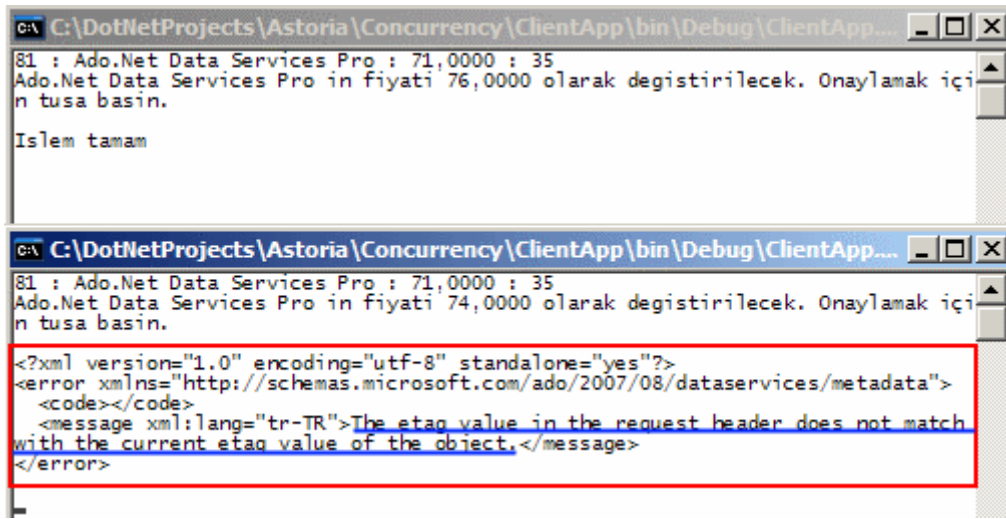 C:\DotNetProjects\Astoria\Concurrency\ClientApp\bin\Debug\ClientApp....
81 : Ado.Net Data Services Pro : 71,0000 : 35
Ado.Net Data Services Pro in fiyati 76,0000 olarak degistirilecek. Onaylamak içi
n tusa basin.
Islem tamam
C:\DotNetProjects\Astoria\Concurrency\ClientApp\bin\Debug\ClientApp....
81 : Ado.Net Data Services Pro : 71,0000 : 35
Ado.Net Data Services Pro in fiyati 74,0000 olarak degistirilecek. Onaylamak içi
n tusa basin.
<?xml version="1.0" encoding="utf-8" standalone="yes"?>
<error xmlns="http://schemas.microsoft.com/ado/2007/08/dataservices/metadata">
  <code></code>
  <message xml:lang="tr-TR">The etag value in the request header does not match
with the current etag value of the object.</message>
</error>